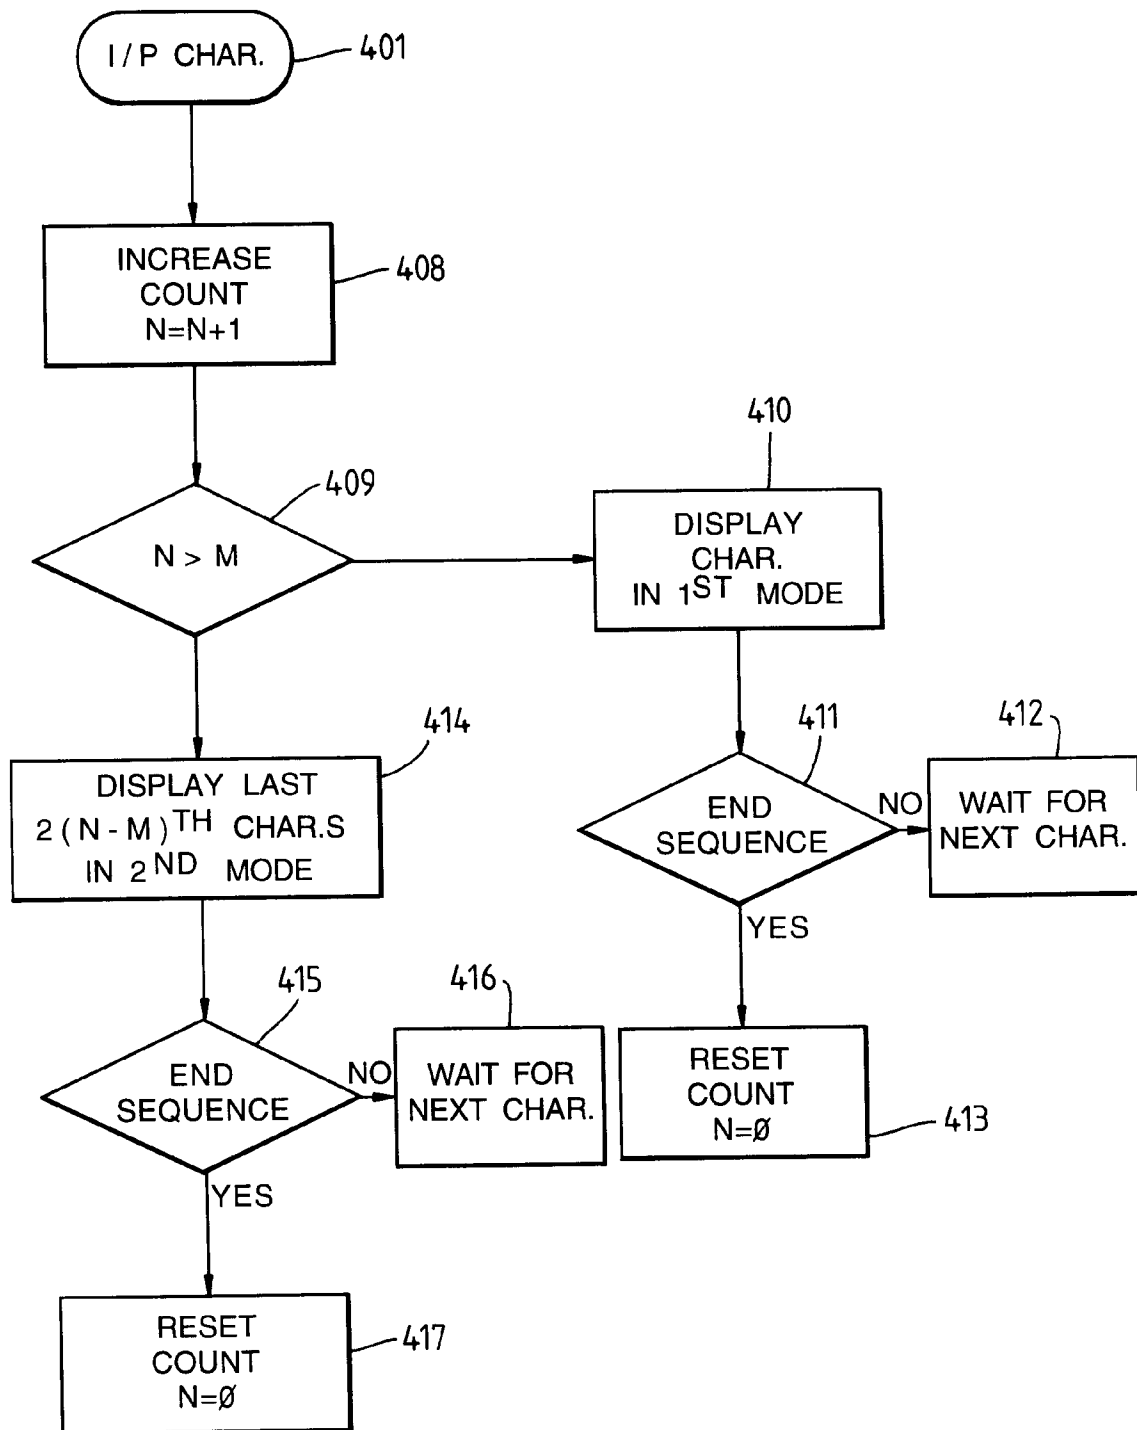 I/P CHAR.
401
INCREASE
COUNT
N=N+1
408
409
N > M
410
DISPLAY
CHAR.
IN 1ST MODE
414
DISPLAY LAST
2(N-M)TH CHAR.S
IN 2ND MODE
411
END
SEQUENCE
NO
YES
412
WAIT FOR
NEXT CHAR.
415
END
SEQUENCE
NO
YES
416
WAIT FOR
NEXT CHAR.
RESET
COUNT
N=Ø
413
RESET
COUNT
N=Ø
417